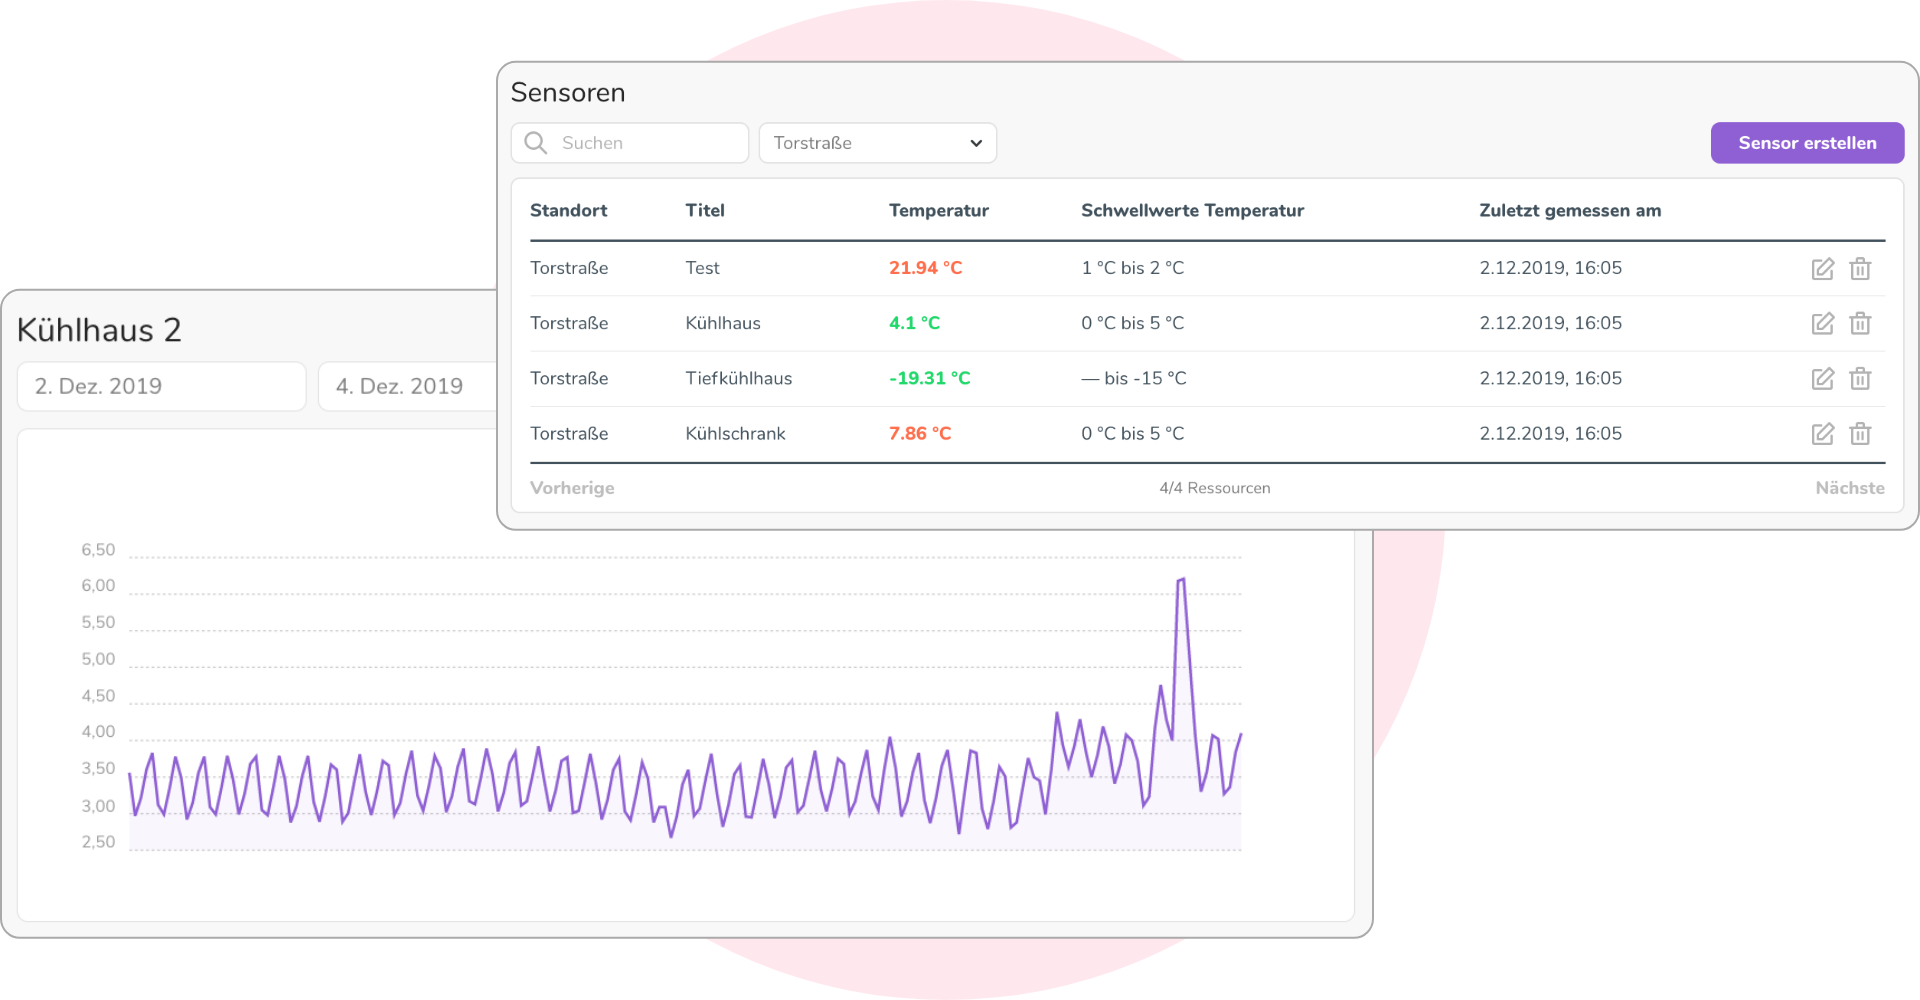 Sensoren
Suchen
Torstraße
Sensor erstellen
Standort Titel Temperatur Schwellwerte Temperatur Zuletzt gemessen am
Torstraße Test 21.94 °C 1 °C bis 2 °C 2.12.2019, 16:05
Torstraße Kühlhaus 4.1 °C 0 °C bis 5 °C 2.12.2019, 16:05
Torstraße Tiefkühlhaus -19.31 °C — bis -15 °C 2.12.2019, 16:05
Torstraße Kühlschrank 7.86 °C 0 °C bis 5 °C 2.12.2019, 16:05
Vorherige 4/4 Ressourcen Nächste
Kühlhaus 2
2. Dez. 2019 4. Dez. 2019
6,50
6,00
5,50
5,00
4,50
4,00
3,50
3,00
2,50